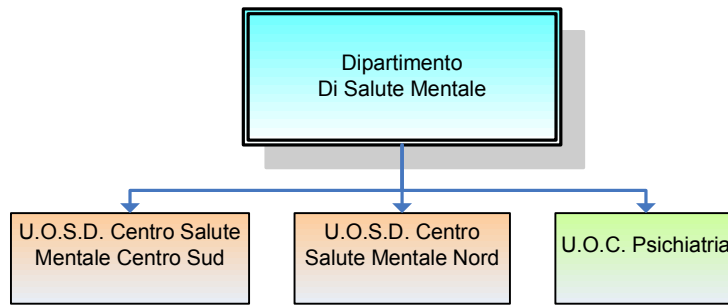 Dipartimento
Di Salute Mentale
U.O.S.D. Centro Salute
Mentale Centro Sud
U.O.S.D. Centro
Salute Mentale Nord
U.O.C. Psichiatria